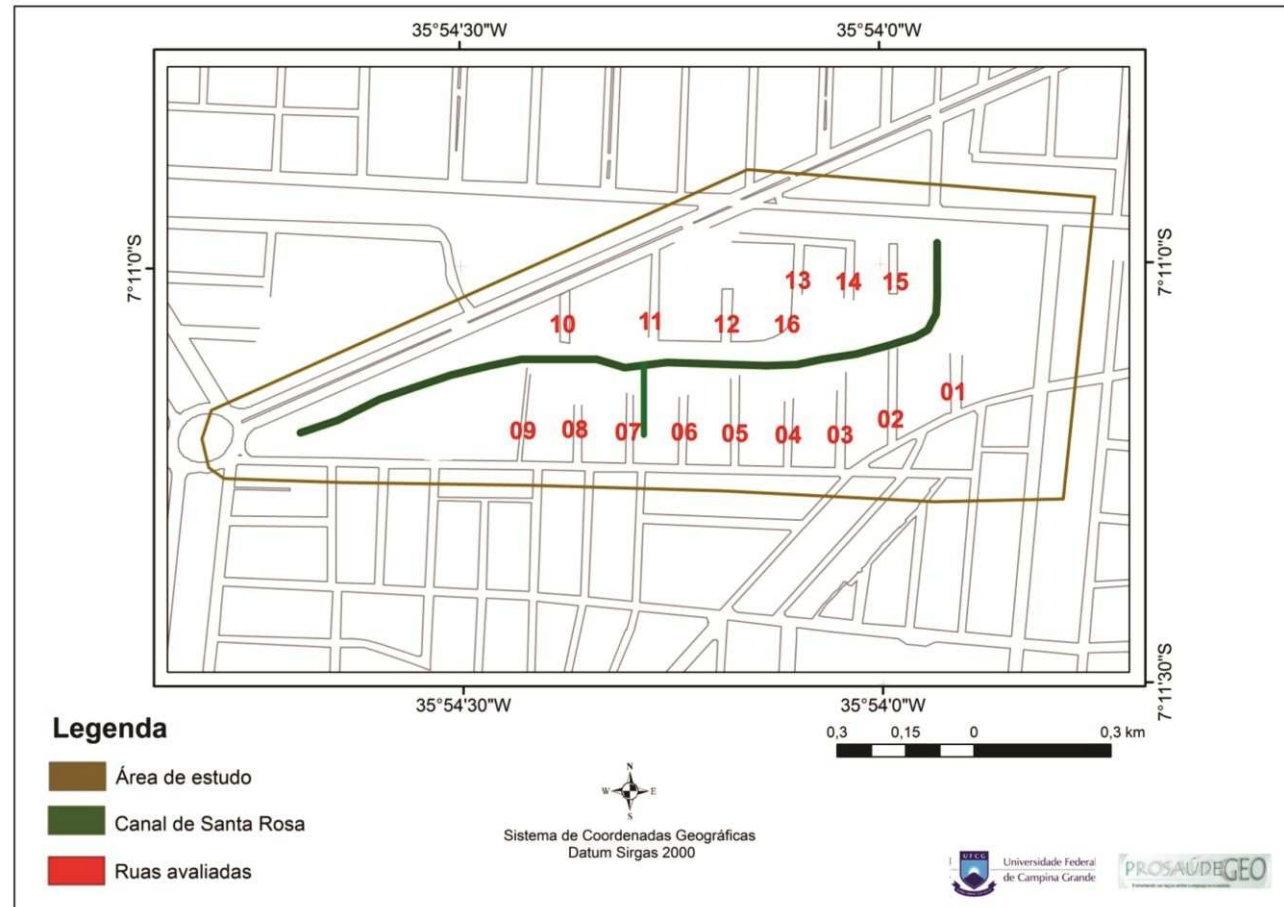 35°54'30"W 35°54'0"W
7°11'0"S 7°11'0"S
13 14 15
10 11 12 16
01
02
09 08 07 06 05 04 03
7°11'30"S
35°54'30"W 35°54'0"W
Legenda
Área de estudo
Canal de Santa Rosa
Ruas avaliadas
N
W E
S
Sistema de Coordenadas Geográficas
Datum Sirgas 2000
0,3 0,15 0 0,3 km
UFCG
Universidade Federal
de Campina Grande
PROSAÚDEGEO